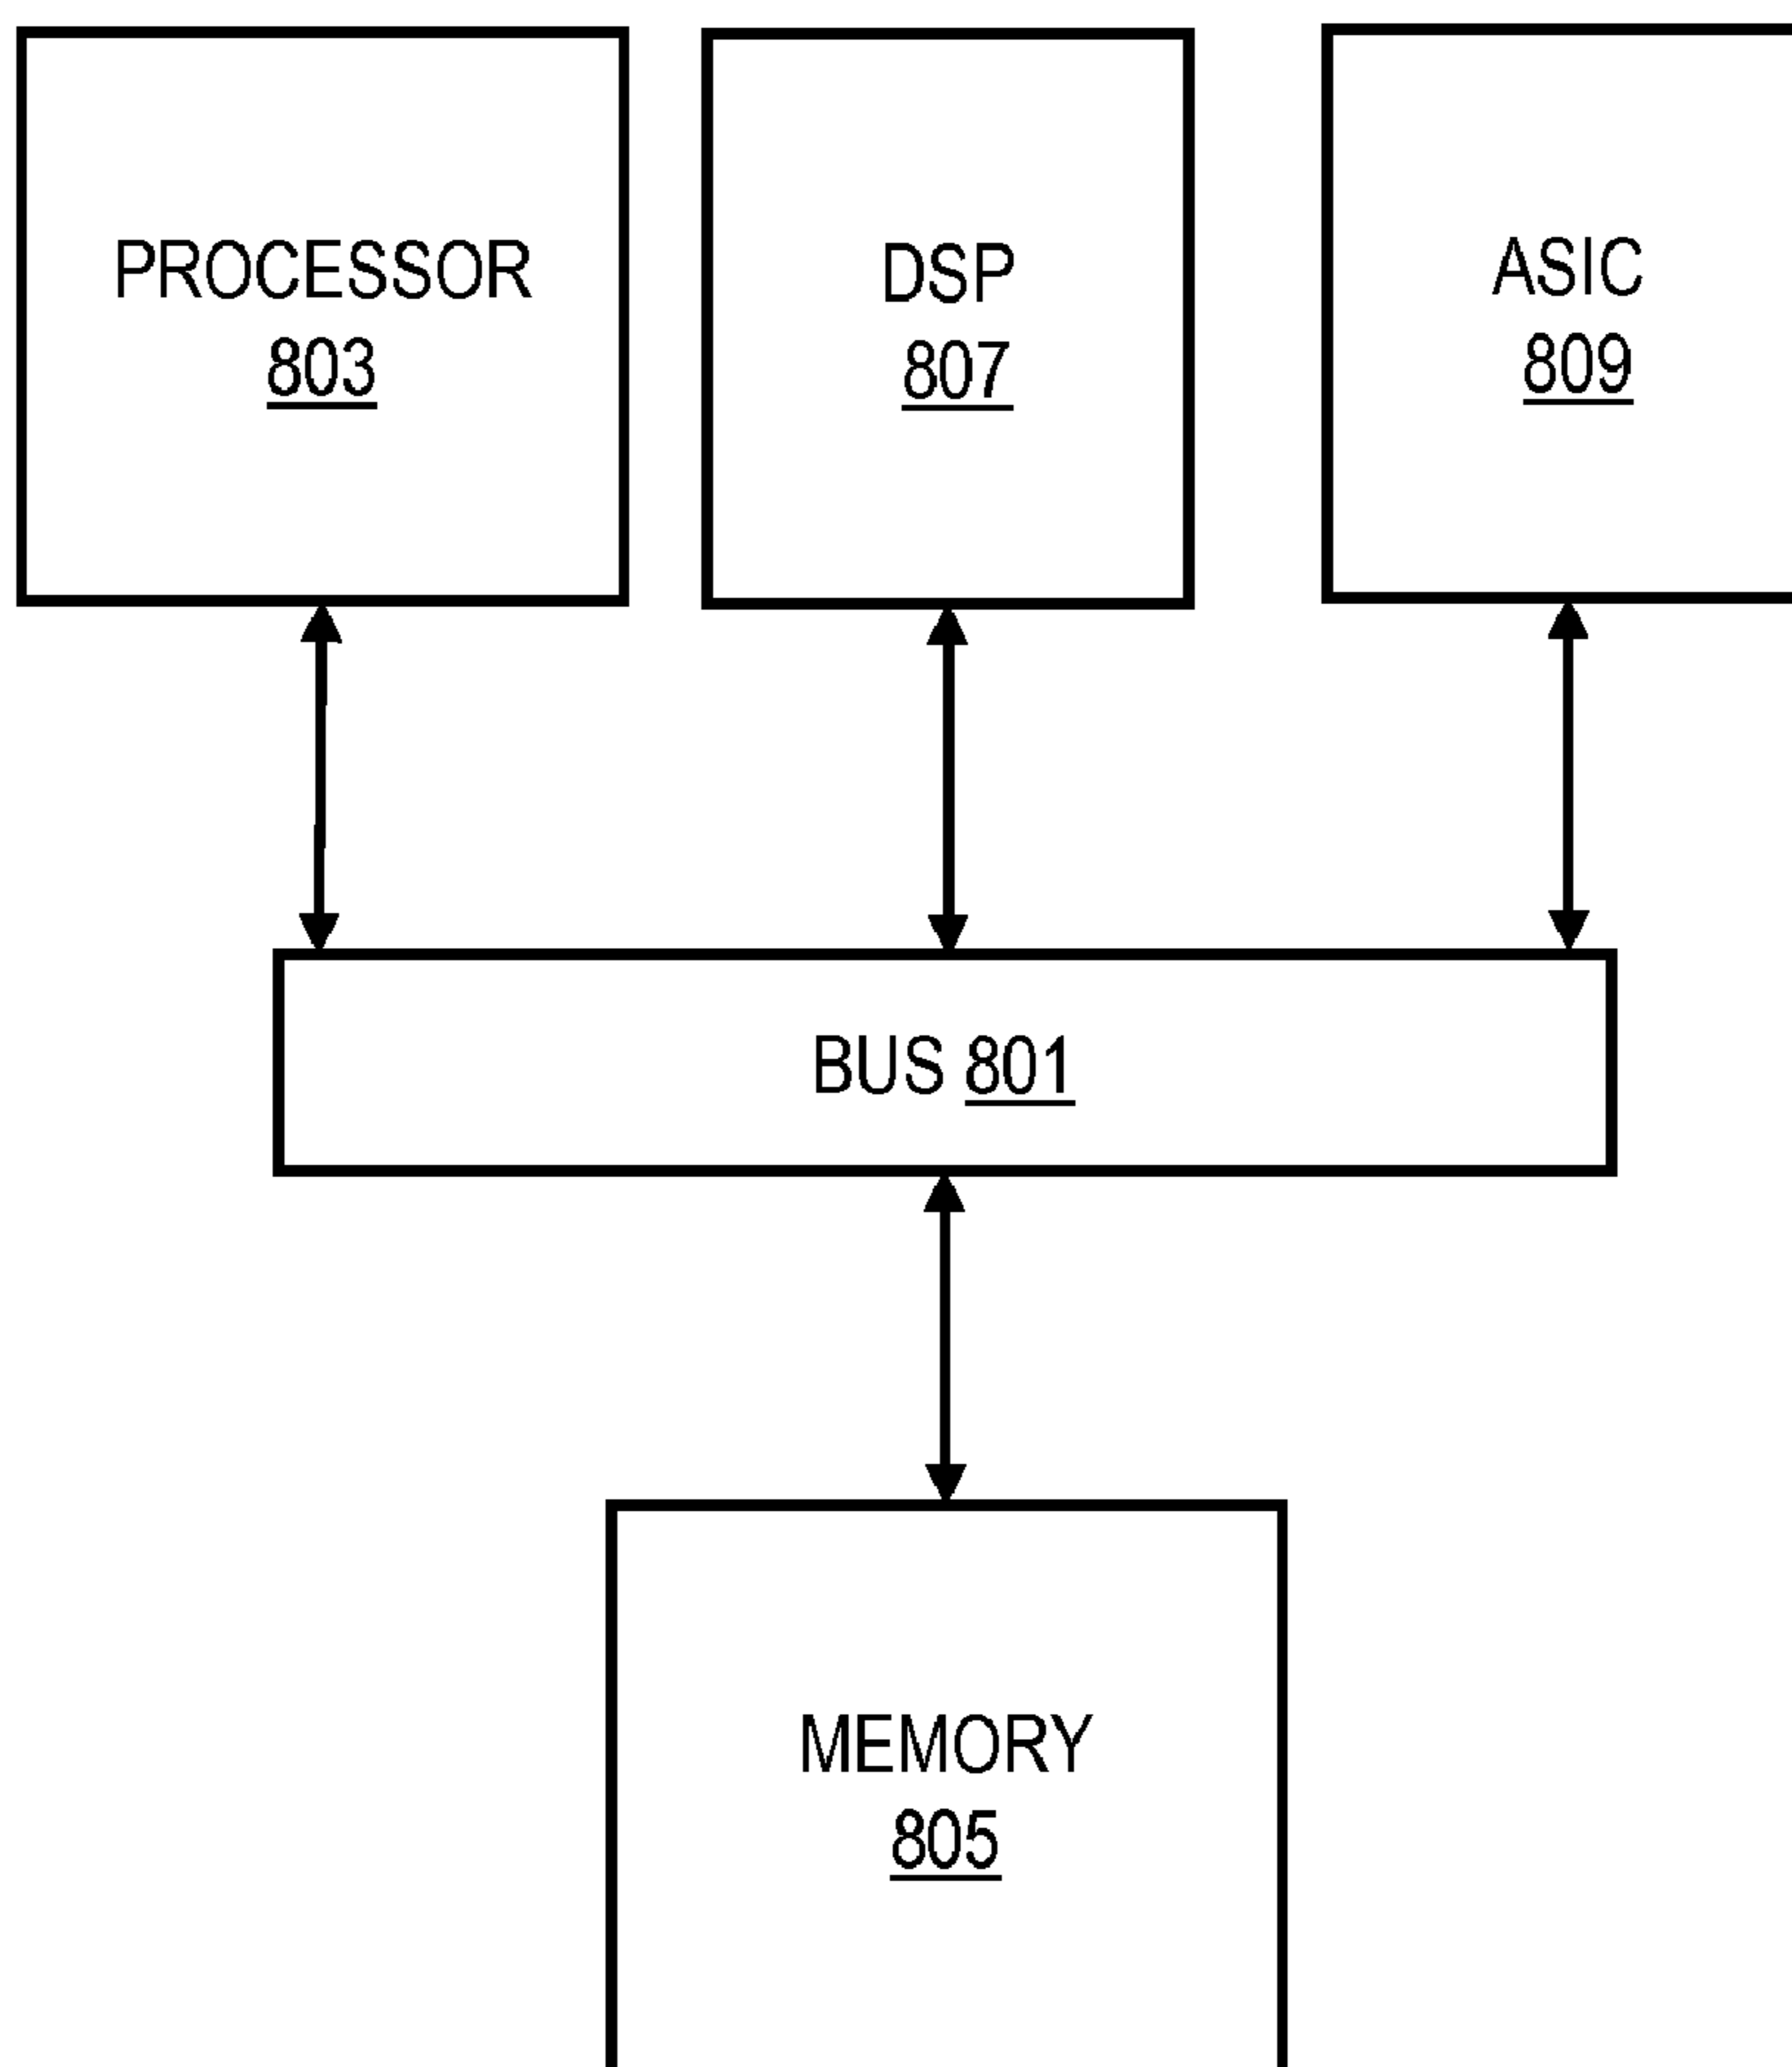 PROCESSOR
803
DSP
807
ASIC
809
BUS 801
MEMORY
805